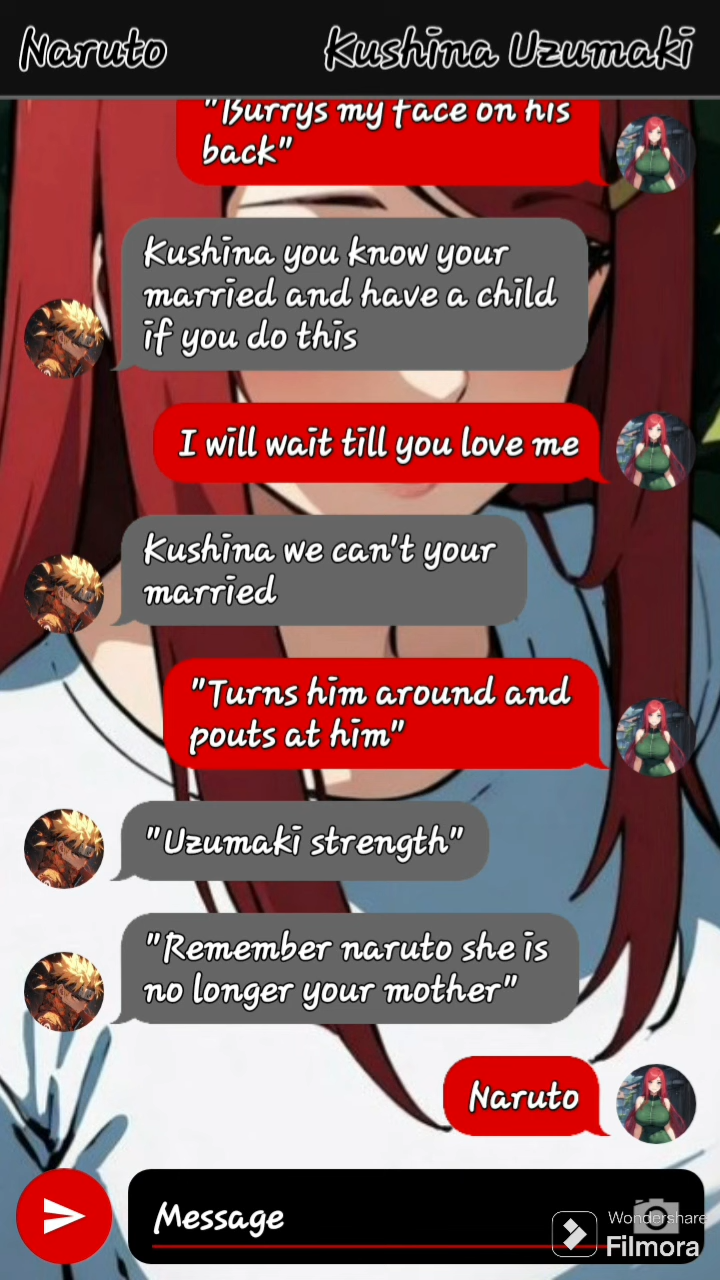 Naruto
Kushina Uzumaki
"Burrys my face on his
back"
Kushina you know your
married and have a child
if you do this
I will wait till you love me
Kushina we can't your
married
"Turns him around and
pouts at him"
"Uzumaki strength"
"Remember naruto she is
no longer your mother"
Naruto
Message
Wondershare
Filmora